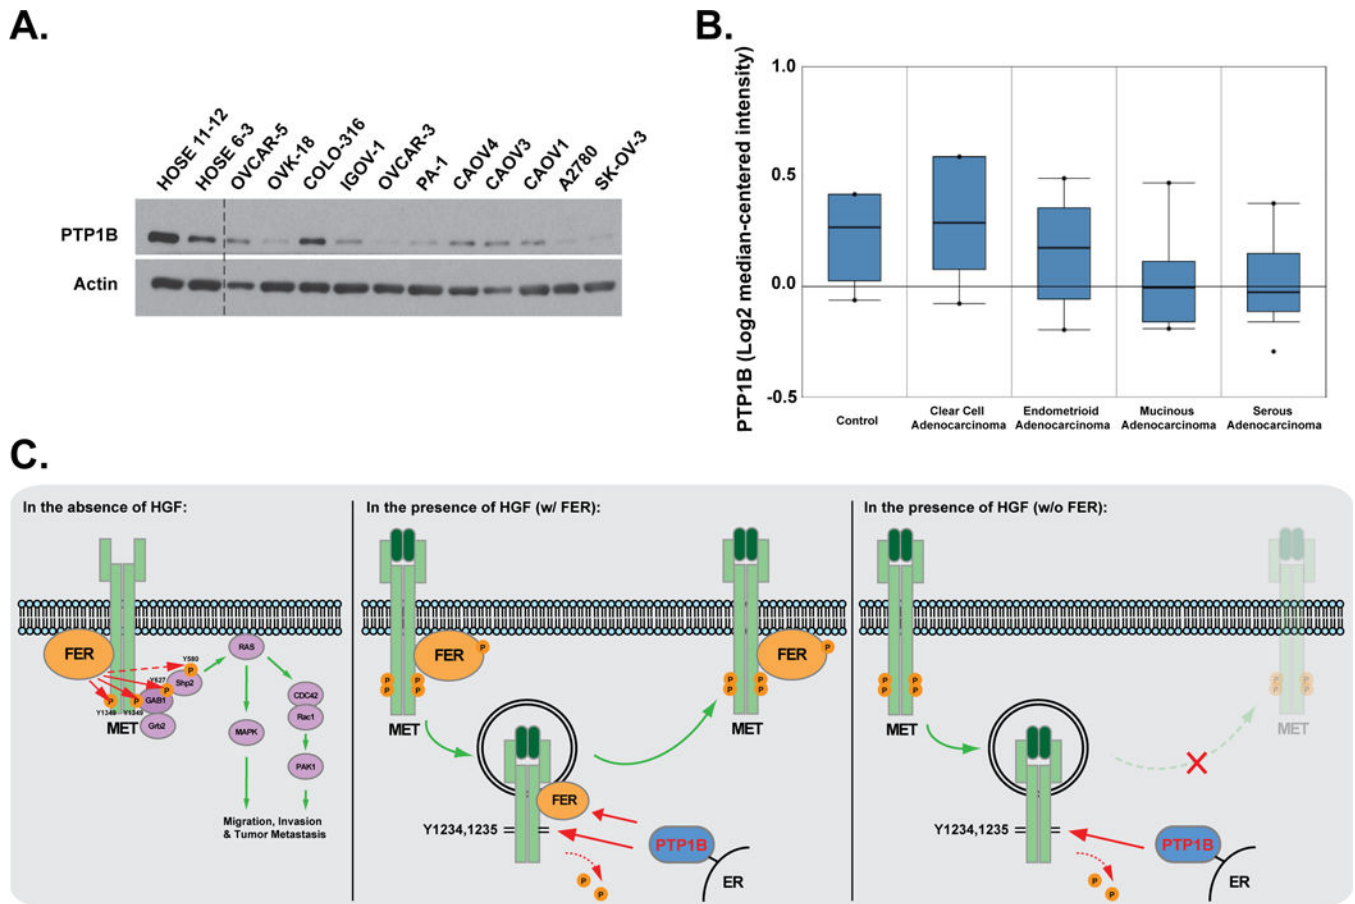 A.
HOSE 11-12
HOSE 6-3
OVCAR-5
OVK-18
COLO-316
IGOV-1
OVCAR-3
PA-1
CAOV4
CAOV3
CAOV1
A2780
SK-OV-3
PTP1B
Actin
B.
PTP1B (Log2 median-centered intensity)
1.0
0.5
0.0
-0.5
Control
Clear Cell
Adenocarcinoma
Endometrioid
Adenocarcinoma
Mucinous
Adenocarcinoma
Serous
Adenocarcinoma
C.
In the absence of HGF:
FER
Y580
P
Y627
P
Shp2
RAS
P
P
GAB1
Y1349
Y1349
MET
Grb2
CDC42
Rac1
MAPK
PAK1
Migration, Invasion
& Tumor Metastasis
In the presence of HGF (w/ FER):
FER
P
P
P
P
P
MET
FER
P
P
P
P
P
MET
FER
Y1234,1235
PTP1B
ER
P
P
In the presence of HGF (w/o FER):
P
P
P
P
MET
P
P
P
P
MET
Y1234,1235
PTP1B
ER
P
P